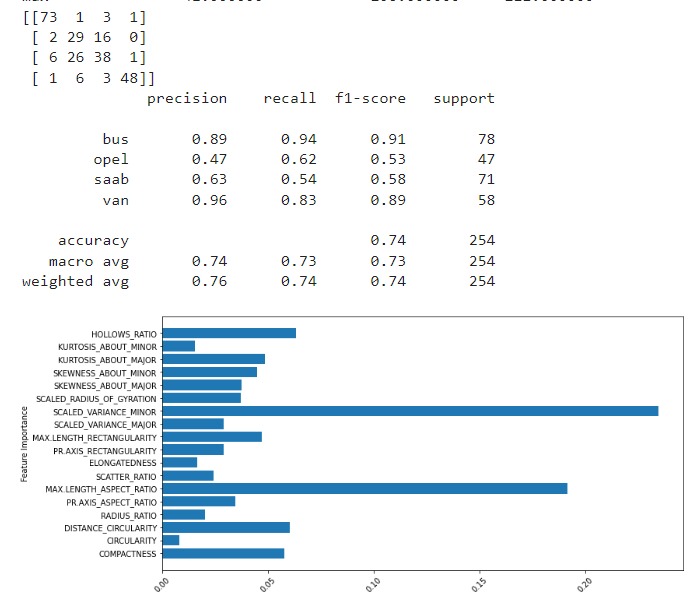 [[73 1 3 1]
[ 2 29 16 0]
[ 6 26 38 1]
[ 1 6 3 48]]
precision recall f1-score support
bus 0.89 0.94 0.91 78
opel 0.47 0.62 0.53 47
saab 0.63 0.54 0.58 71
van 0.96 0.83 0.89 58
accuracy 0.74 254
macro avg 0.74 0.73 0.73 254
weighted avg 0.76 0.74 0.74 254
HOLLOWS_RATIO
KURTOSIS_ABOUT_MINOR
KURTOSIS_ABOUT_MAJOR
SKEWNESS_ABOUT_MINOR
SKEWNESS_ABOUT_MAJOR
SCALED_RADIUS_OF_GYRATION
SCALED_VARIANCE_MINOR
SCALED_VARIANCE_MAJOR
MAX.LENGTH_RECTANGULARITY
PR.AXIS_RECTANGULARITY
ELONGATEDNESS
SCATTER_RATIO
MAX.LENGTH_ASPECT_RATIO
PR.AXIS_ASPECT_RATIO
RADIUS_RATIO
DISTANCE_CIRCULARITY
CIRCULARITY
COMPACTNESS
Feature Importance
0.00 0.05 0.10 0.15 0.20